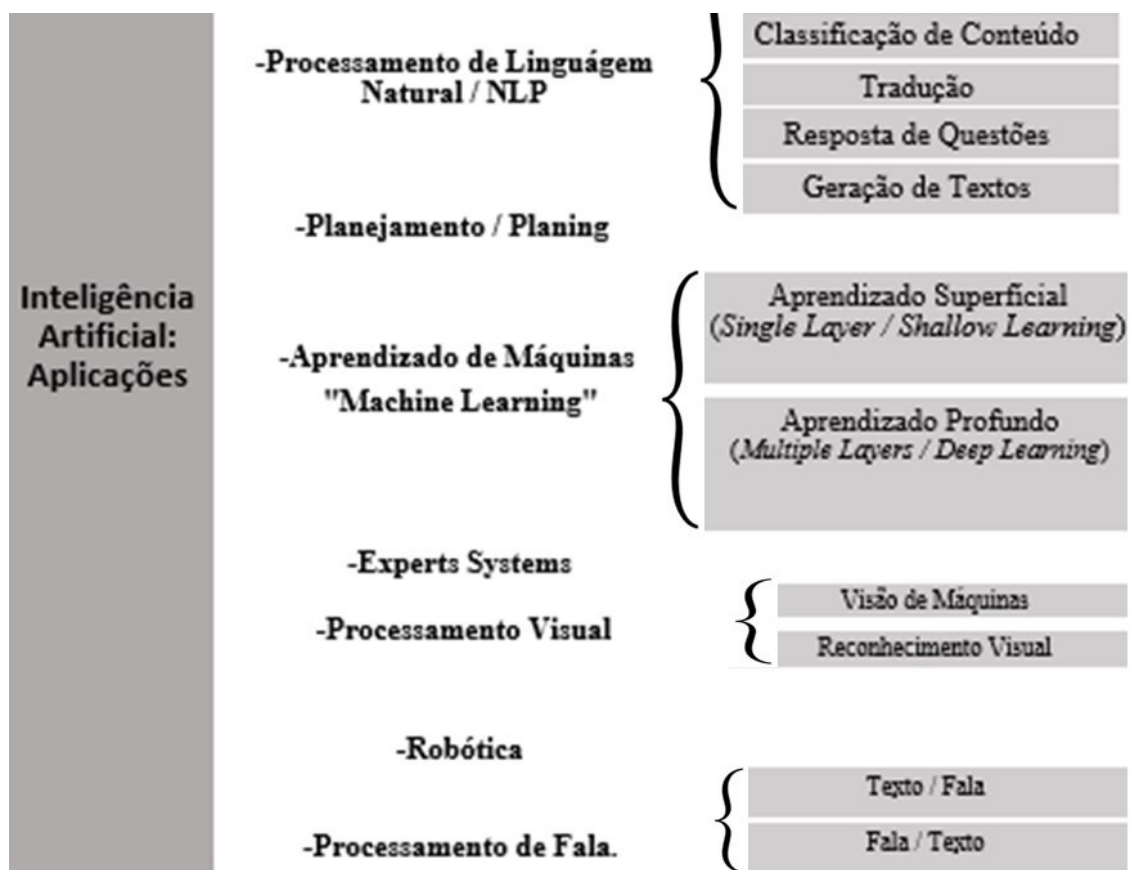 Inteligência
Artificial:
Aplicações
-Processamento de Linguágem
Natural / NLP
Classificação de Conteúdo
Tradução
Resposta de Questões
Geração de Textos
-Planejamento / Planing
-Aprendizado de Máquinas
"Machine Learning"
Aprendizado Superficial
(Single Layer / Shallow Learning)
Aprendizado Profundo
(Multiple Layers / Deep Learning)
-Experts Systems
-Processamento Visual
Visão de Máquinas
Reconhecimento Visual
-Robótica
-Processamento de Fala.
Texto / Fala
Fala / Texto